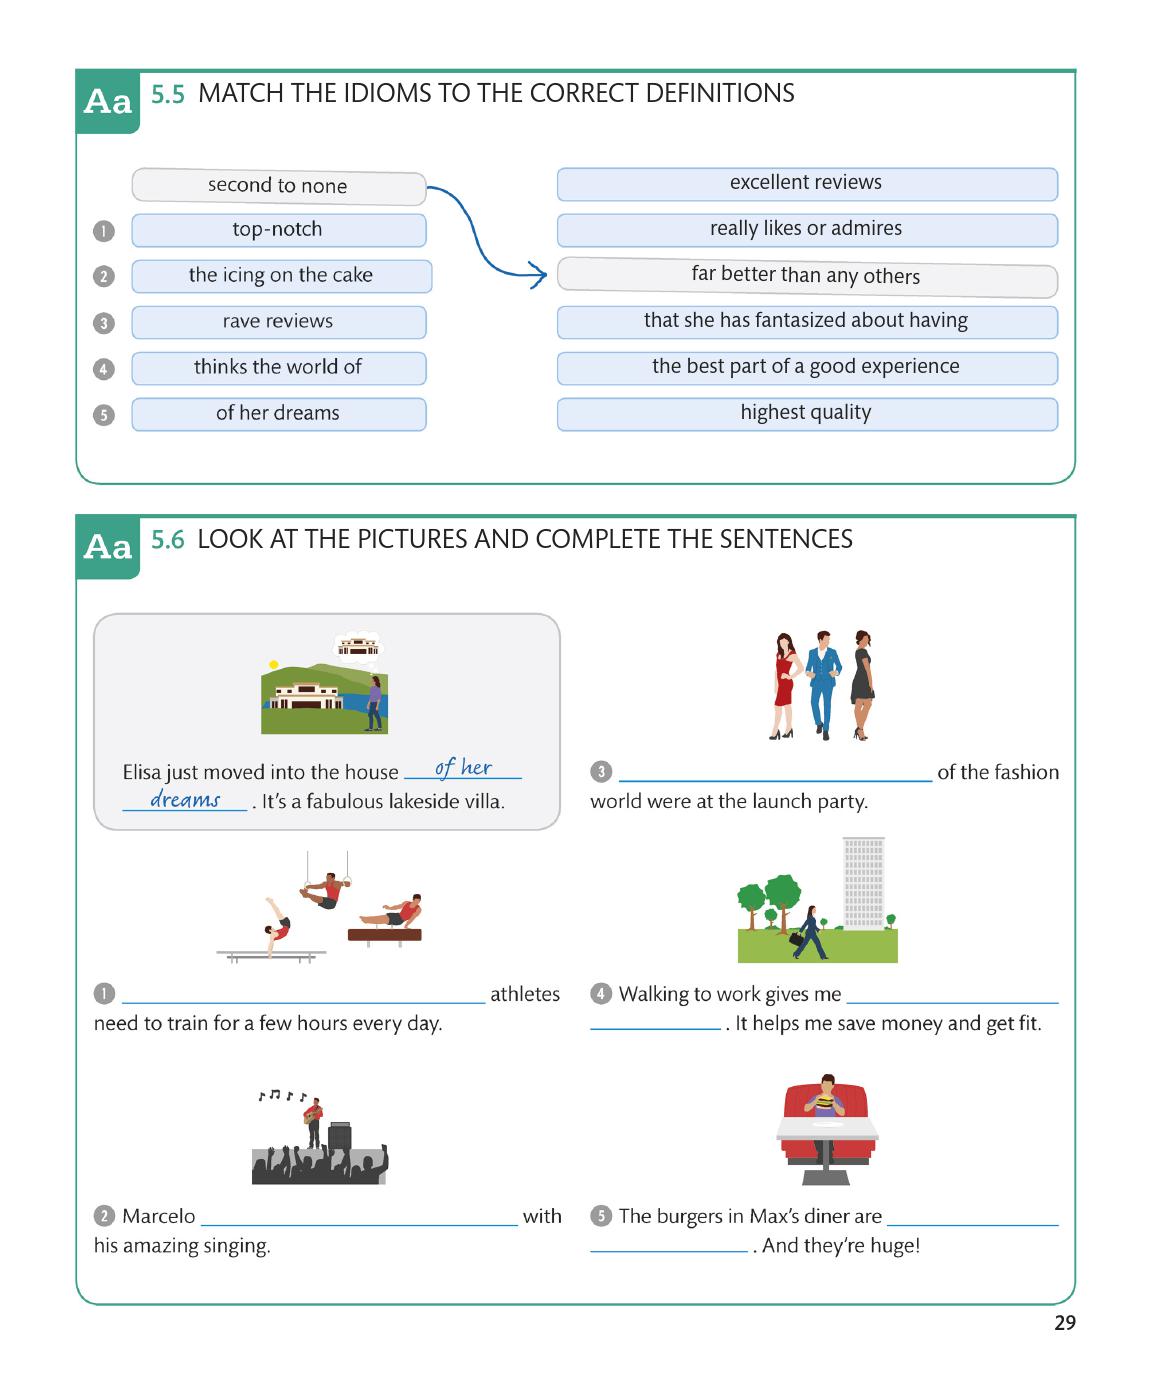 Aa 5.5 MATCH THE IDIOMS TO THE CORRECT DEFINITIONS
second to none
1 top-notch
2 the icing on the cake
3 rave reviews
4 thinks the world of
5 of her dreams
excellent reviews
really likes or admires
far better than any others
that she has fantasized about having
the best part of a good experience
highest quality
Aa 5.6 LOOK AT THE PICTURES AND COMPLETE THE SENTENCES
Elisa just moved into the house of her
dreams . It's a fabulous lakeside villa.
1 athletes
need to train for a few hours every day.
2 Marcelo with
his amazing singing.
3 of the fashion
world were at the launch party.
4 Walking to work gives me
. It helps me save money and get fit.
5 The burgers in Max's diner are
. And they're huge!
29